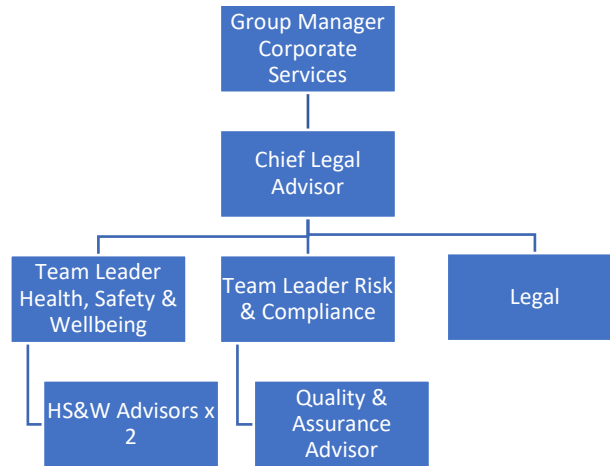 Group Manager
Corporate
Services
Chief Legal
Advisor
Team Leader
Health, Safety &
Wellbeing
Team Leader Risk
& Compliance
Legal
HS&W Advisors x
2
Quality &
Assurance
Advisor